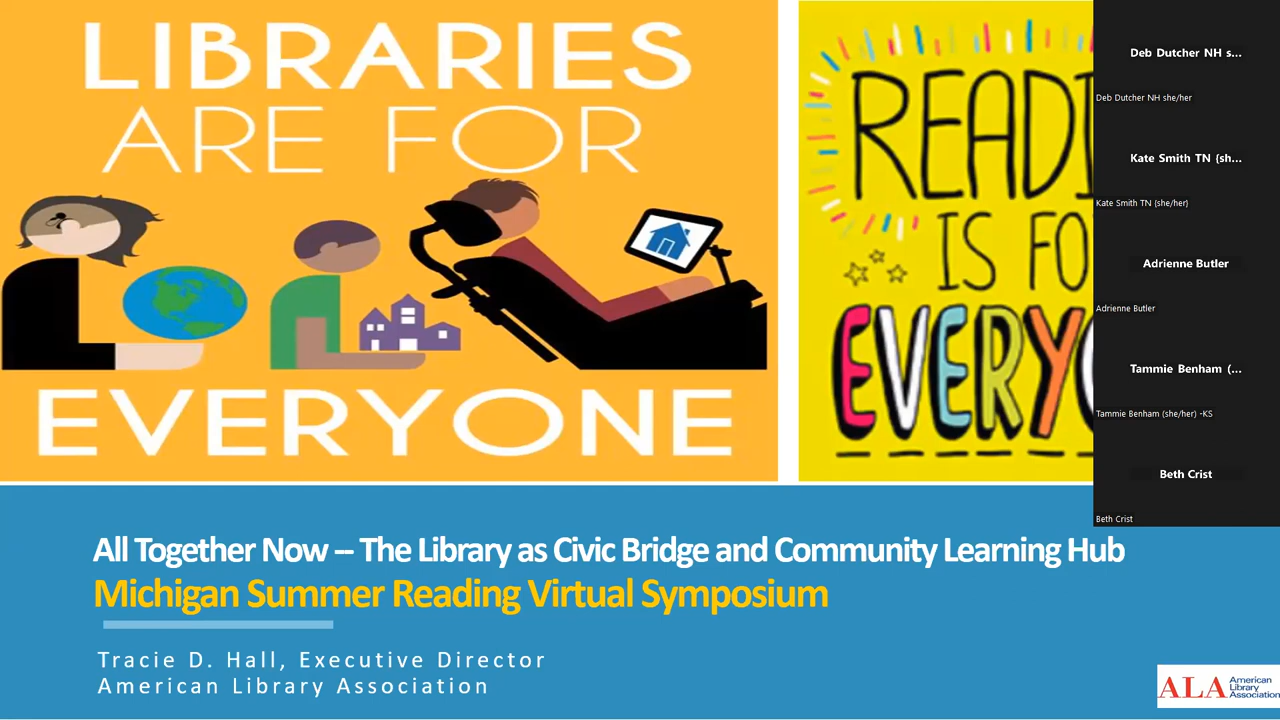 LIBRARIES
ARE FOR
EVERYONE
READI
IS FO
EVERYO
Deb Dutcher NH s...
Deb Dutcher NH she/her
Kate Smith TN (sh...
Kate Smith TN (she/her)
Adrienne Butler
Adrienne Butler
Tammie Benham (...
Tammie Benham (she/her) -KS
Beth Crist
Beth Crist
All Together Now -- The Library as Civic Bridge and Community Learning Hub
Michigan Summer Reading Virtual Symposium
Tracie D. Hall, Executive Director
American Library Association
ALA American
Library
Association